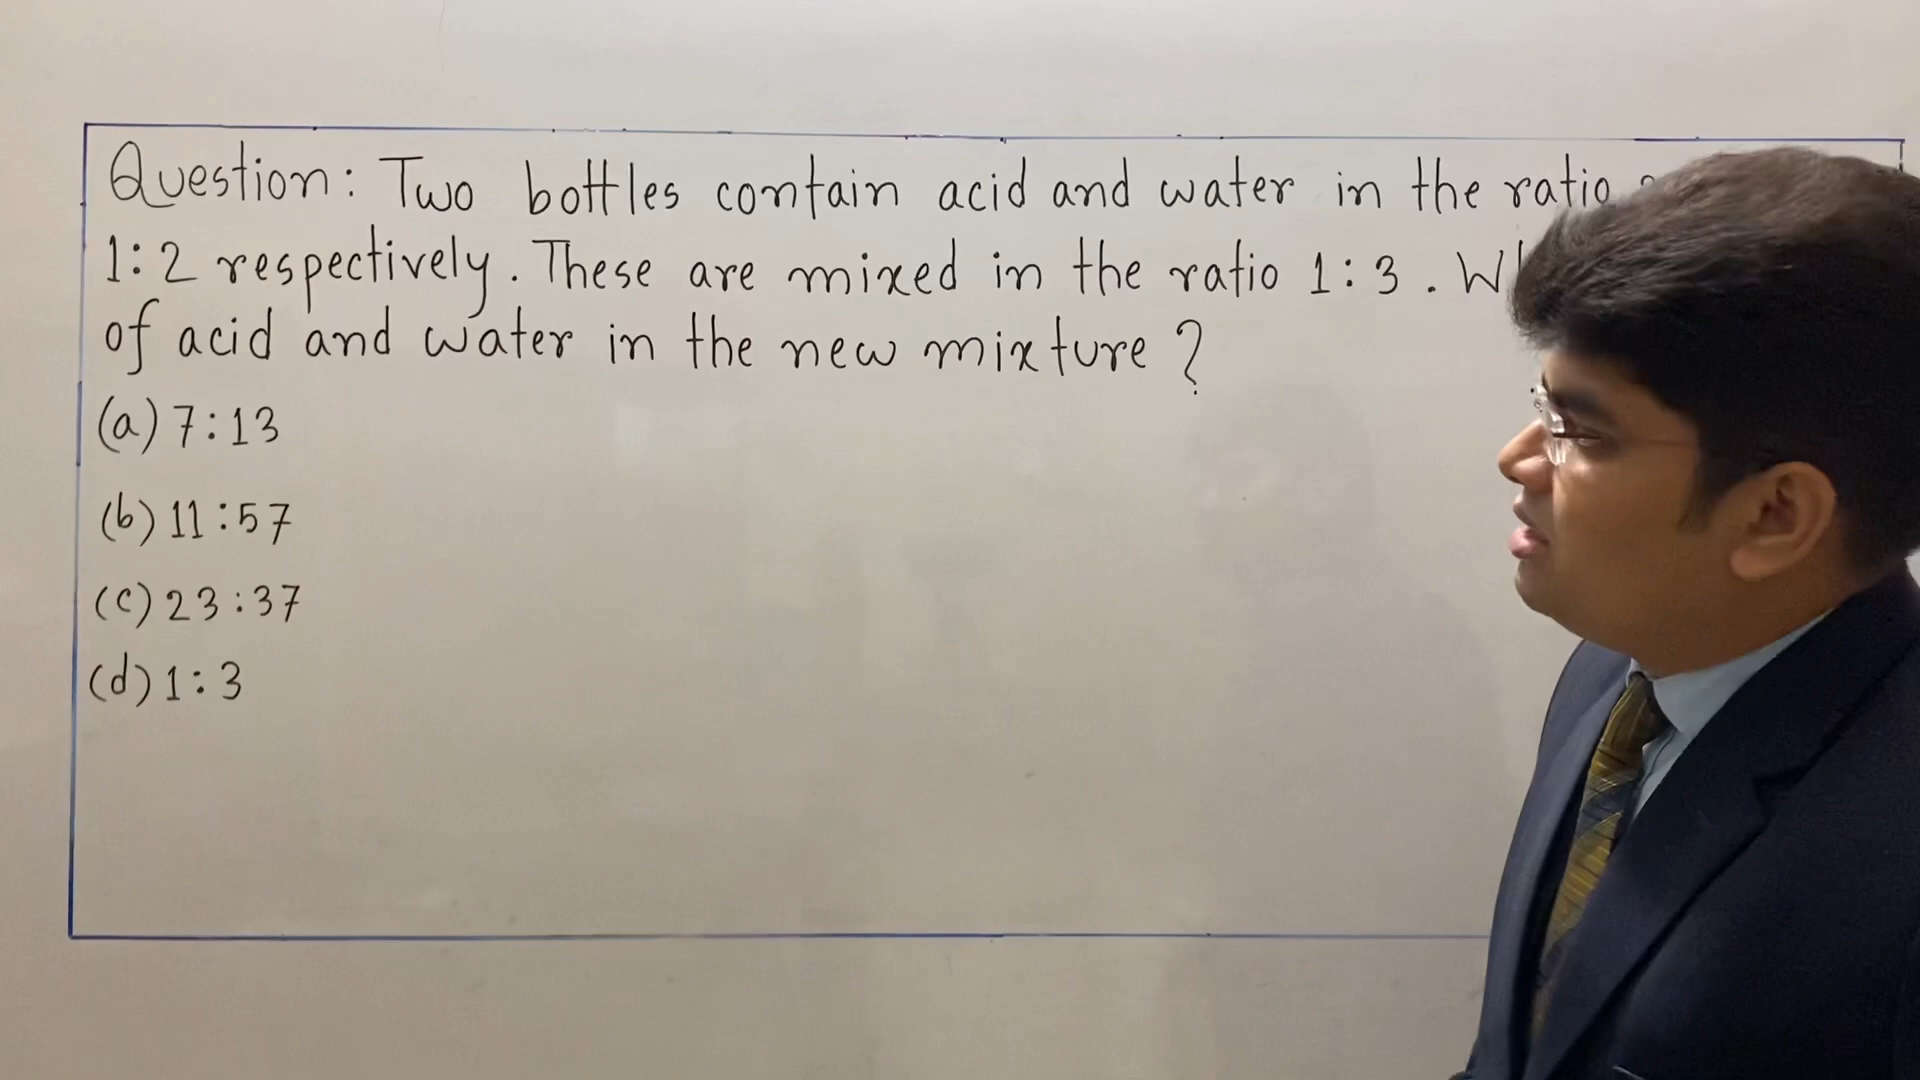 Question: Two bottles contain acid and water in the ratio
1:2 respectively. These are mixed in the ratio 1:3.
of acid and water in the new mixture?
(a) 7:13
(b) 11:57
(c) 23:37
(d) 1:3